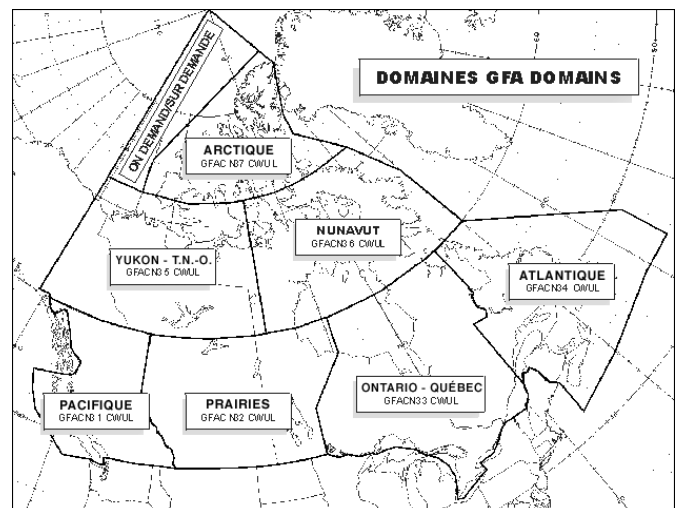 DOMAINES GFA DOMAINS
ON DEMAND/SUR DEMANDE
ARCTIQUE
GFACN37 CWUL
NUNAVUT
GFACN36 CWUL
YUKON - T.N.-O.
GFACN35 CWUL
ATLANTIQUE
GFACN34 CWUL
ONTARIO - QUÉBEC
GFACN33 CWUL
PACIFIQUE
GFACN31 CWUL
PRAIRIES
GFACN32 CWUL